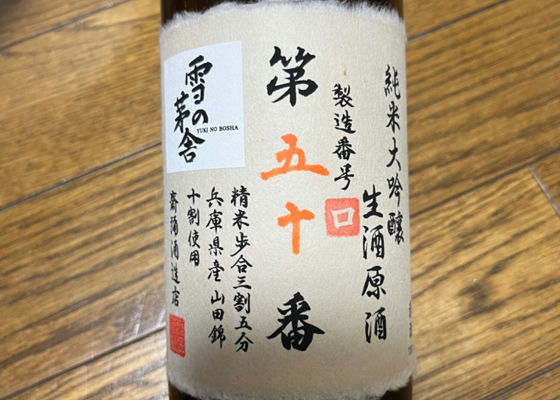 純米大吟醸
生酒原酒
製造番号
口
第五十番
雪の茅舎
YUKI NO BOSHA
精米歩合三割五分
兵庫県産山田錦
十割使用
齋彌酒造店